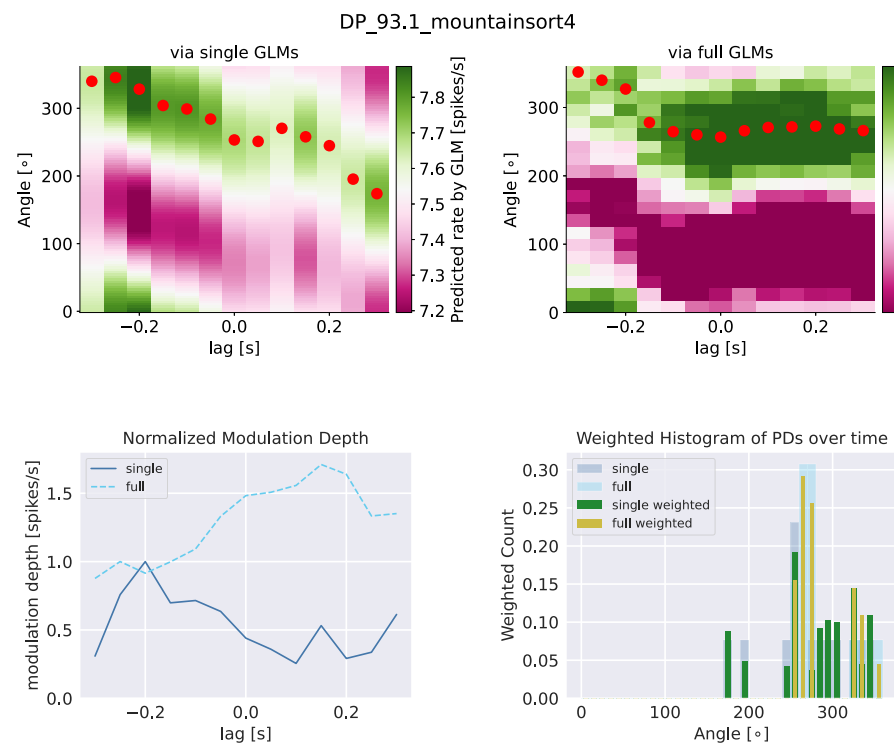 DP_93.1_mountainsort4
via single GLMs
via full GLMs
Angle [∘]
300
200
100
0
−0.2
0.0
0.2
lag [s]
7.8
7.7
7.6
7.5
7.4
7.3
7.2
Predicted rate by GLM [spikes/s]
Angle [∘]
300
200
100
0
−0.2
0.0
0.2
lag [s]
Normalized Modulation Depth
single
full
modulation depth [spikes/s]
1.5
1.0
0.5
0.0
−0.2
0.0
0.2
lag [s]
Weighted Histogram of PDs over time
single
full
single weighted
full weighted
Weighted Count
0.30
0.25
0.20
0.15
0.10
0.05
0.00
0
100
200
300
Angle [∘]